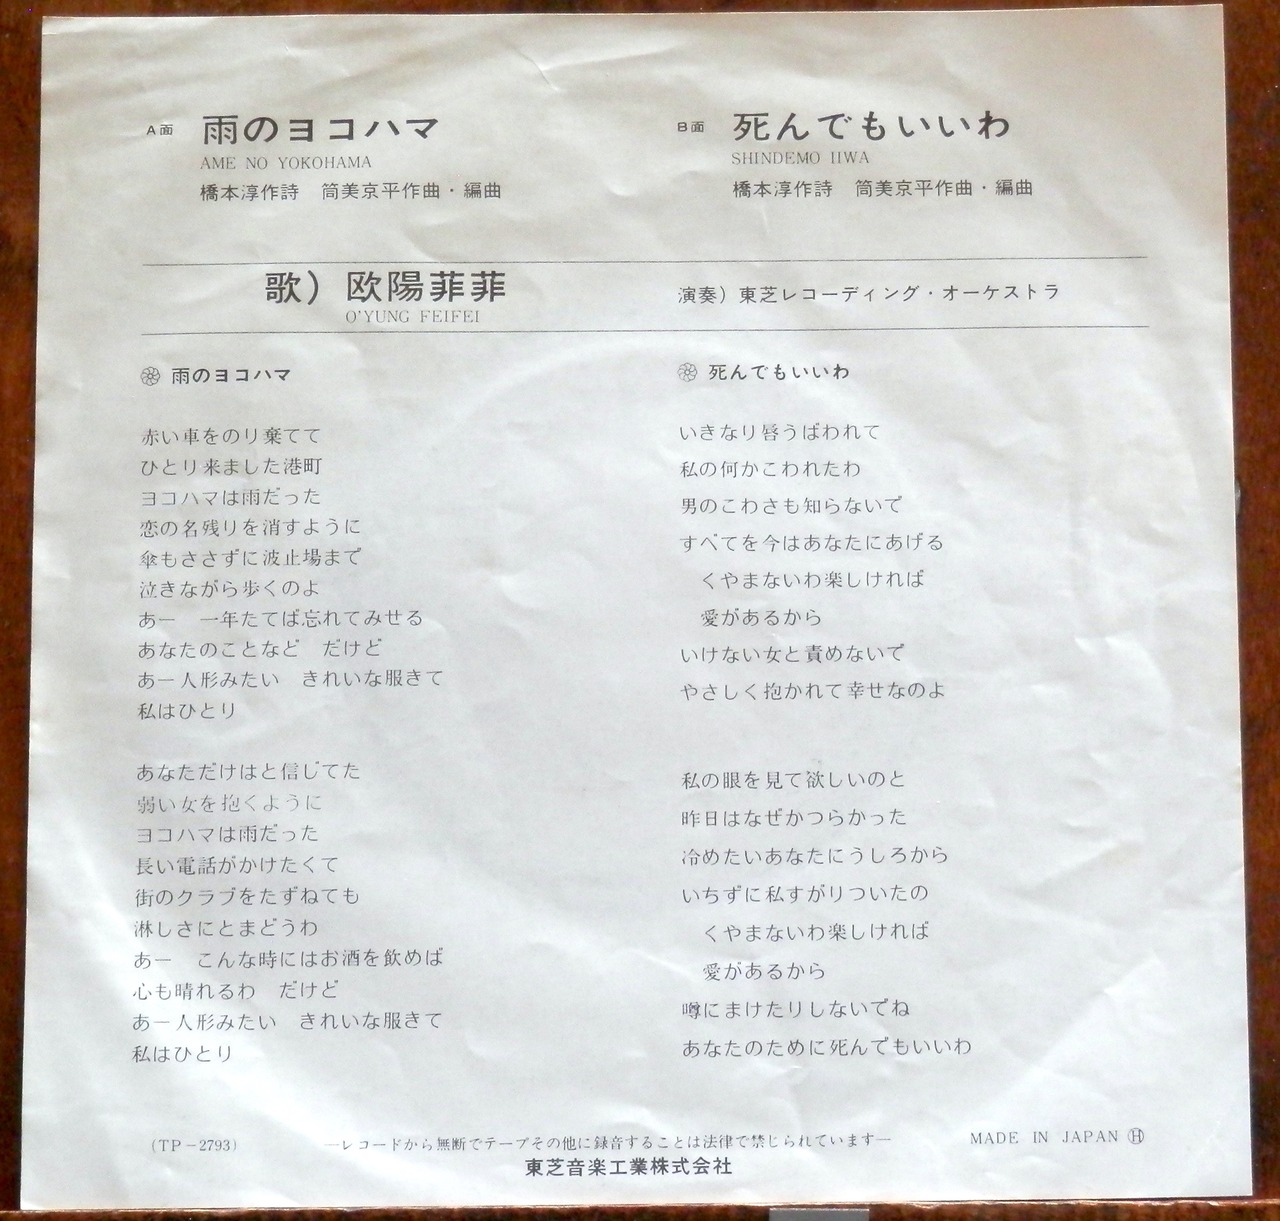 A面 雨のヨコハマ
AME NO YOKOHAMA
橋本淳作詩 筒美京平作曲・編曲
B面 死んでもいいわ
SHINDEMO IIWA
橋本淳作詩 筒美京平作曲・編曲
歌）欧陽菲菲
O'YUNG FEIFEI
演奏）東芝レコーディング・オーケストラ
雨のヨコハマ
赤い車をのり棄てて
ひとり来ました港町
ヨコハマは雨だった
恋の名残りを消すように
傘もささずに波止場まで
泣きながら歩くのよ
あー 一年たてば忘れてみせる
あなたのことなど だけど
あー人形みたい きれいな服きて
私はひとり
あなただけはと信じてた
弱い女を抱くように
ヨコハマは雨だった
長い電話がかけたくて
街のクラブをたずねても
淋しさにとまどうわ
あー こんな時にはお酒を飲めば
心も晴れるわ だけど
あー人形みたい きれいな服きて
私はひとり
死んでもいいわ
いきなり唇うばわれて
私の何かこわれたわ
男のこわさも知らないで
すべてを今はあなたにあげる
くやまないわ楽しければ
愛があるから
いけない女と責めないで
やさしく抱かれて幸せなのよ
私の眼を見て欲しいのと
昨日はなぜかつらかった
冷めたいあなたにうしろから
いちずに私すがりついたの
くやまないわ楽しければ
愛があるから
噂にまけたりしないでね
あなたのために死んでもいいわ
(TP－2793)
―レコードから無断でテープその他に録音することは法律で禁じられています―
MADE IN JAPAN Ⓗ
東芝音楽工業株式会社